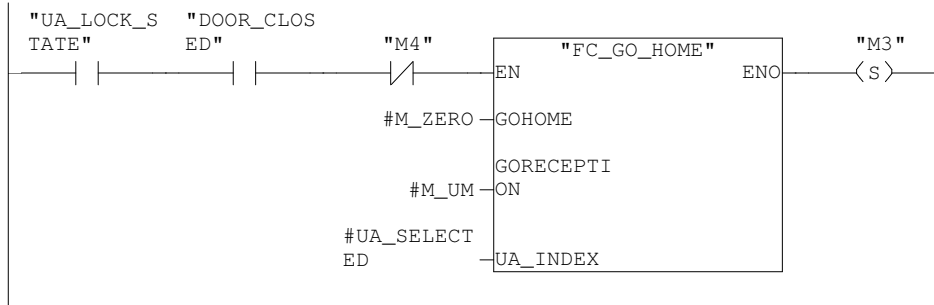 "UA_LOCK_S "DOOR_CLOS
TATE" ED" "M4" "FC_GO_HOME" "M3"
EN ENO S
#M_ZERO GOHOME
GORECEPTI
#M_UM ON
#UA_SELECT
ED UA_INDEX